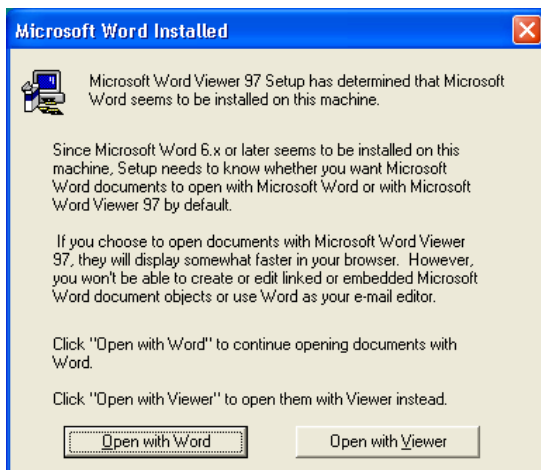 Microsoft Word Installed
Microsoft Word Viewer 97 Setup has determined that Microsoft
Word seems to be installed on this machine.
Since Microsoft Word 6.x or later seems to be installed on this
machine, Setup needs to know whether you want Microsoft
Word documents to open with Microsoft Word or with Microsoft
Word Viewer 97 by default.
If you choose to open documents with Microsoft Word Viewer
97, they will display somewhat faster in your browser.  However,
you won't be able to create or edit linked or embedded Microsoft
Word document objects or use Word as your e-mail editor.
Click "Open with Word" to continue opening documents with
Word.
Click "Open with Viewer" to open them with Viewer instead.
Open with Word
Open with Viewer